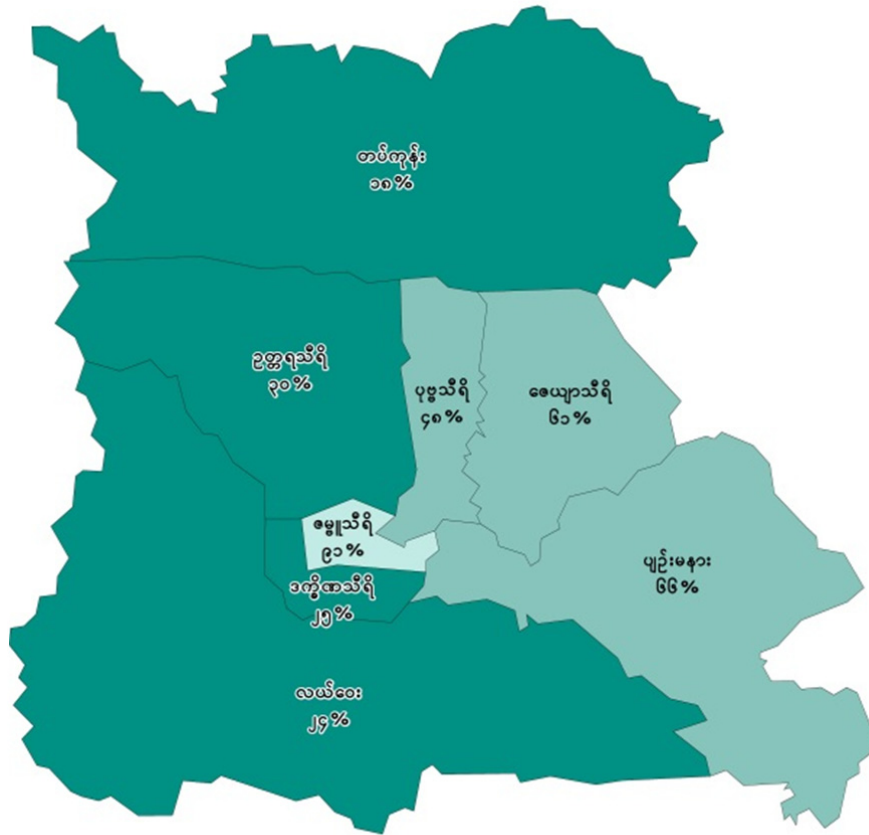 တပ်ကုန်း
၁၈%
ဥတ္တရသီရိ
၃၀%
ပုဗ္ဗသီရိ
၄၈%
ဇေယျာသီရိ
၆၁%
ဇမ္ဗူသီရိ
၉၁%
ပျဉ်းမနား
၆၆%
ဒက္ခိဏသီရိ
၂၅%
လယ်ဝေး
၂၄%